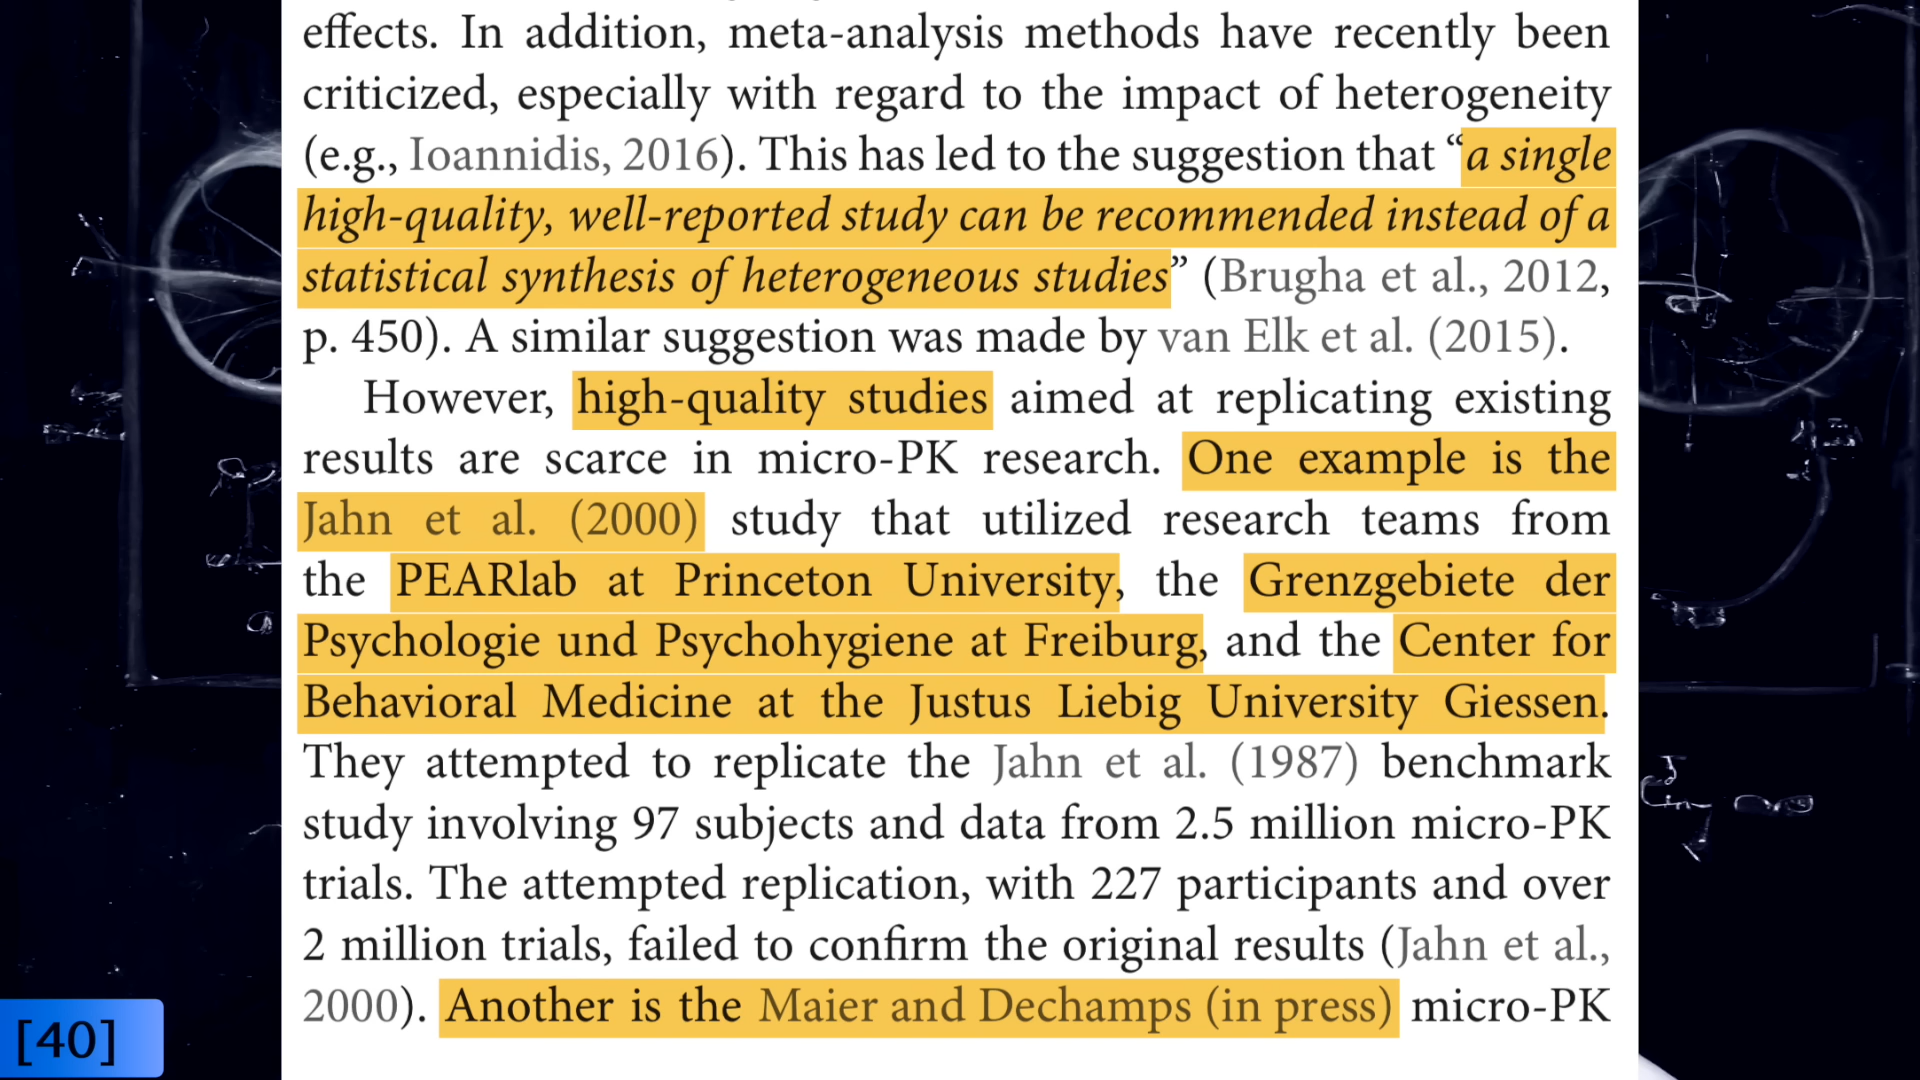 effects. In addition, meta-analysis methods have recently been
criticized, especially with regard to the impact of heterogeneity
(e.g., Ioannidis, 2016). This has led to the suggestion that “a single
high-quality, well-reported study can be recommended instead of a
statistical synthesis of heterogeneous studies” (Brugha et al., 2012,
p. 450). A similar suggestion was made by van Elk et al. (2015).
However, high-quality studies aimed at replicating existing
results are scarce in micro-PK research. One example is the
Jahn et al. (2000) study that utilized research teams from
the PEARlab at Princeton University, the Grenzgebiete der
Psychologie und Psychohygiene at Freiburg, and the Center for
Behavioral Medicine at the Justus Liebig University Giessen.
They attempted to replicate the Jahn et al. (1987) benchmark
study involving 97 subjects and data from 2.5 million micro-PK
trials. The attempted replication, with 227 participants and over
2 million trials, failed to confirm the original results (Jahn et al.,
2000). Another is the Maier and Dechamps (in press) micro-PK
[40]